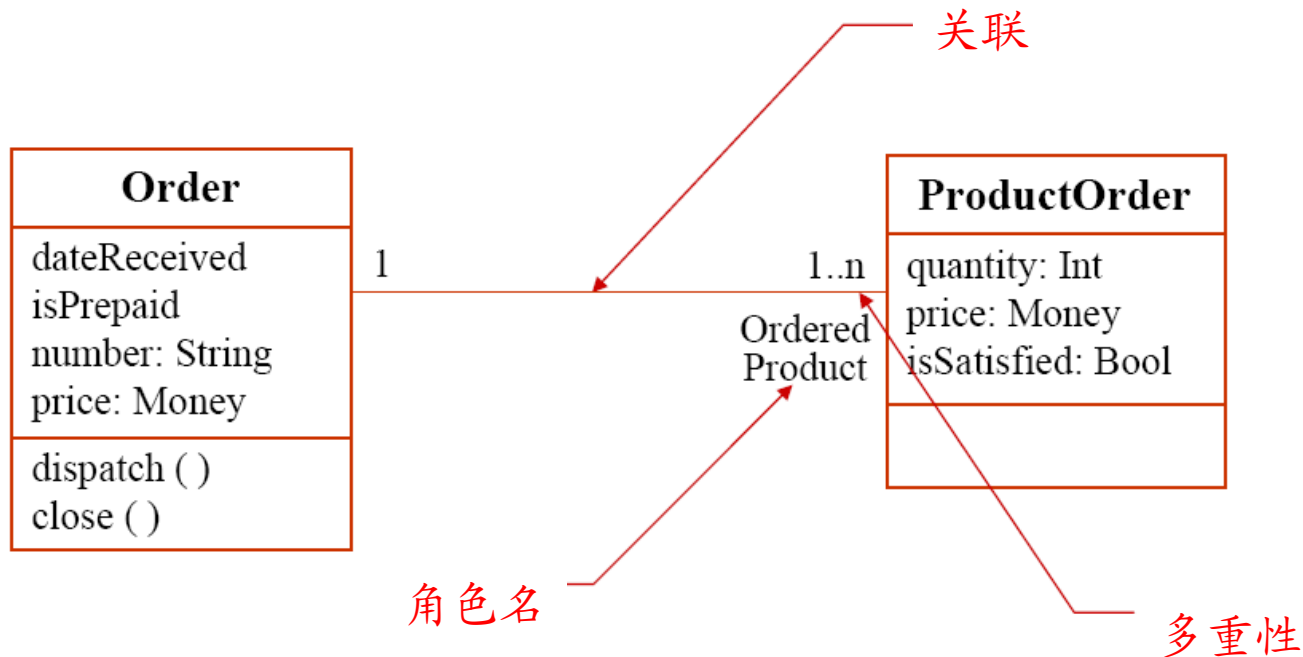 关联
Order
dateReceived
isPrepaid
number: String
price: Money
dispatch ( )
close ( )
1
1..n
Ordered
Product
ProductOrder
quantity: Int
price: Money
isSatisfied: Bool
角色名
多重性